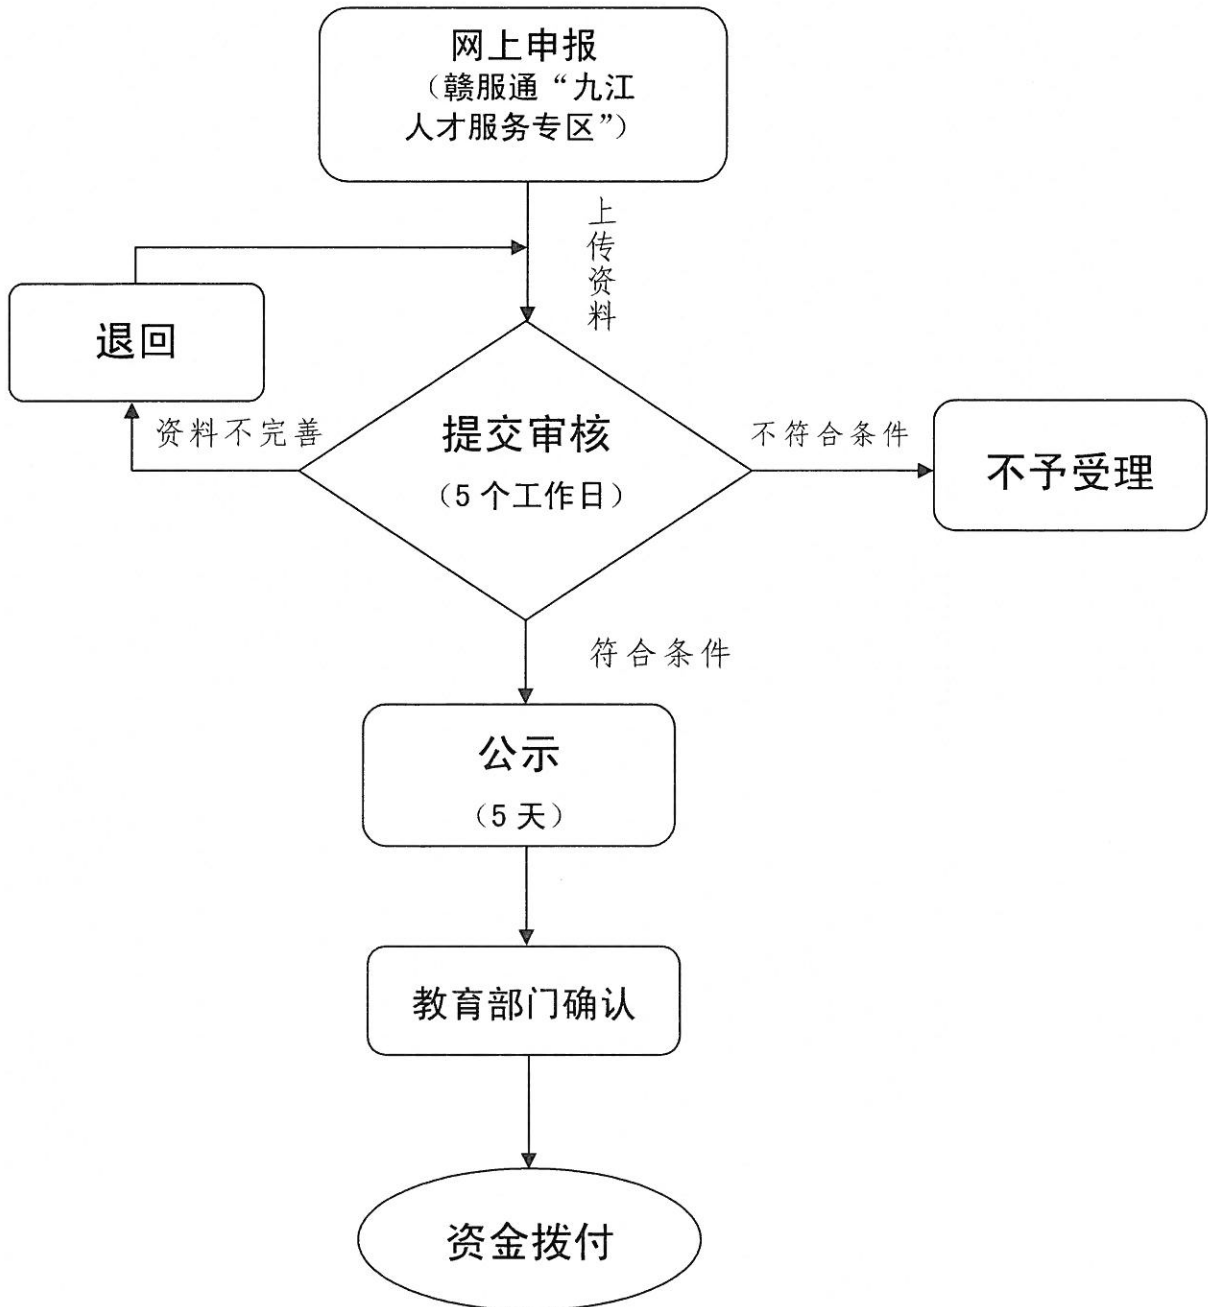 网上申报
（赣服通“九江
人才服务专区”）
上传资料
退回
资料不完善
提交审核
（5 个工作日）
不符合条件
不予受理
符合条件
公示
（5 天）
教育部门确认
资金拨付